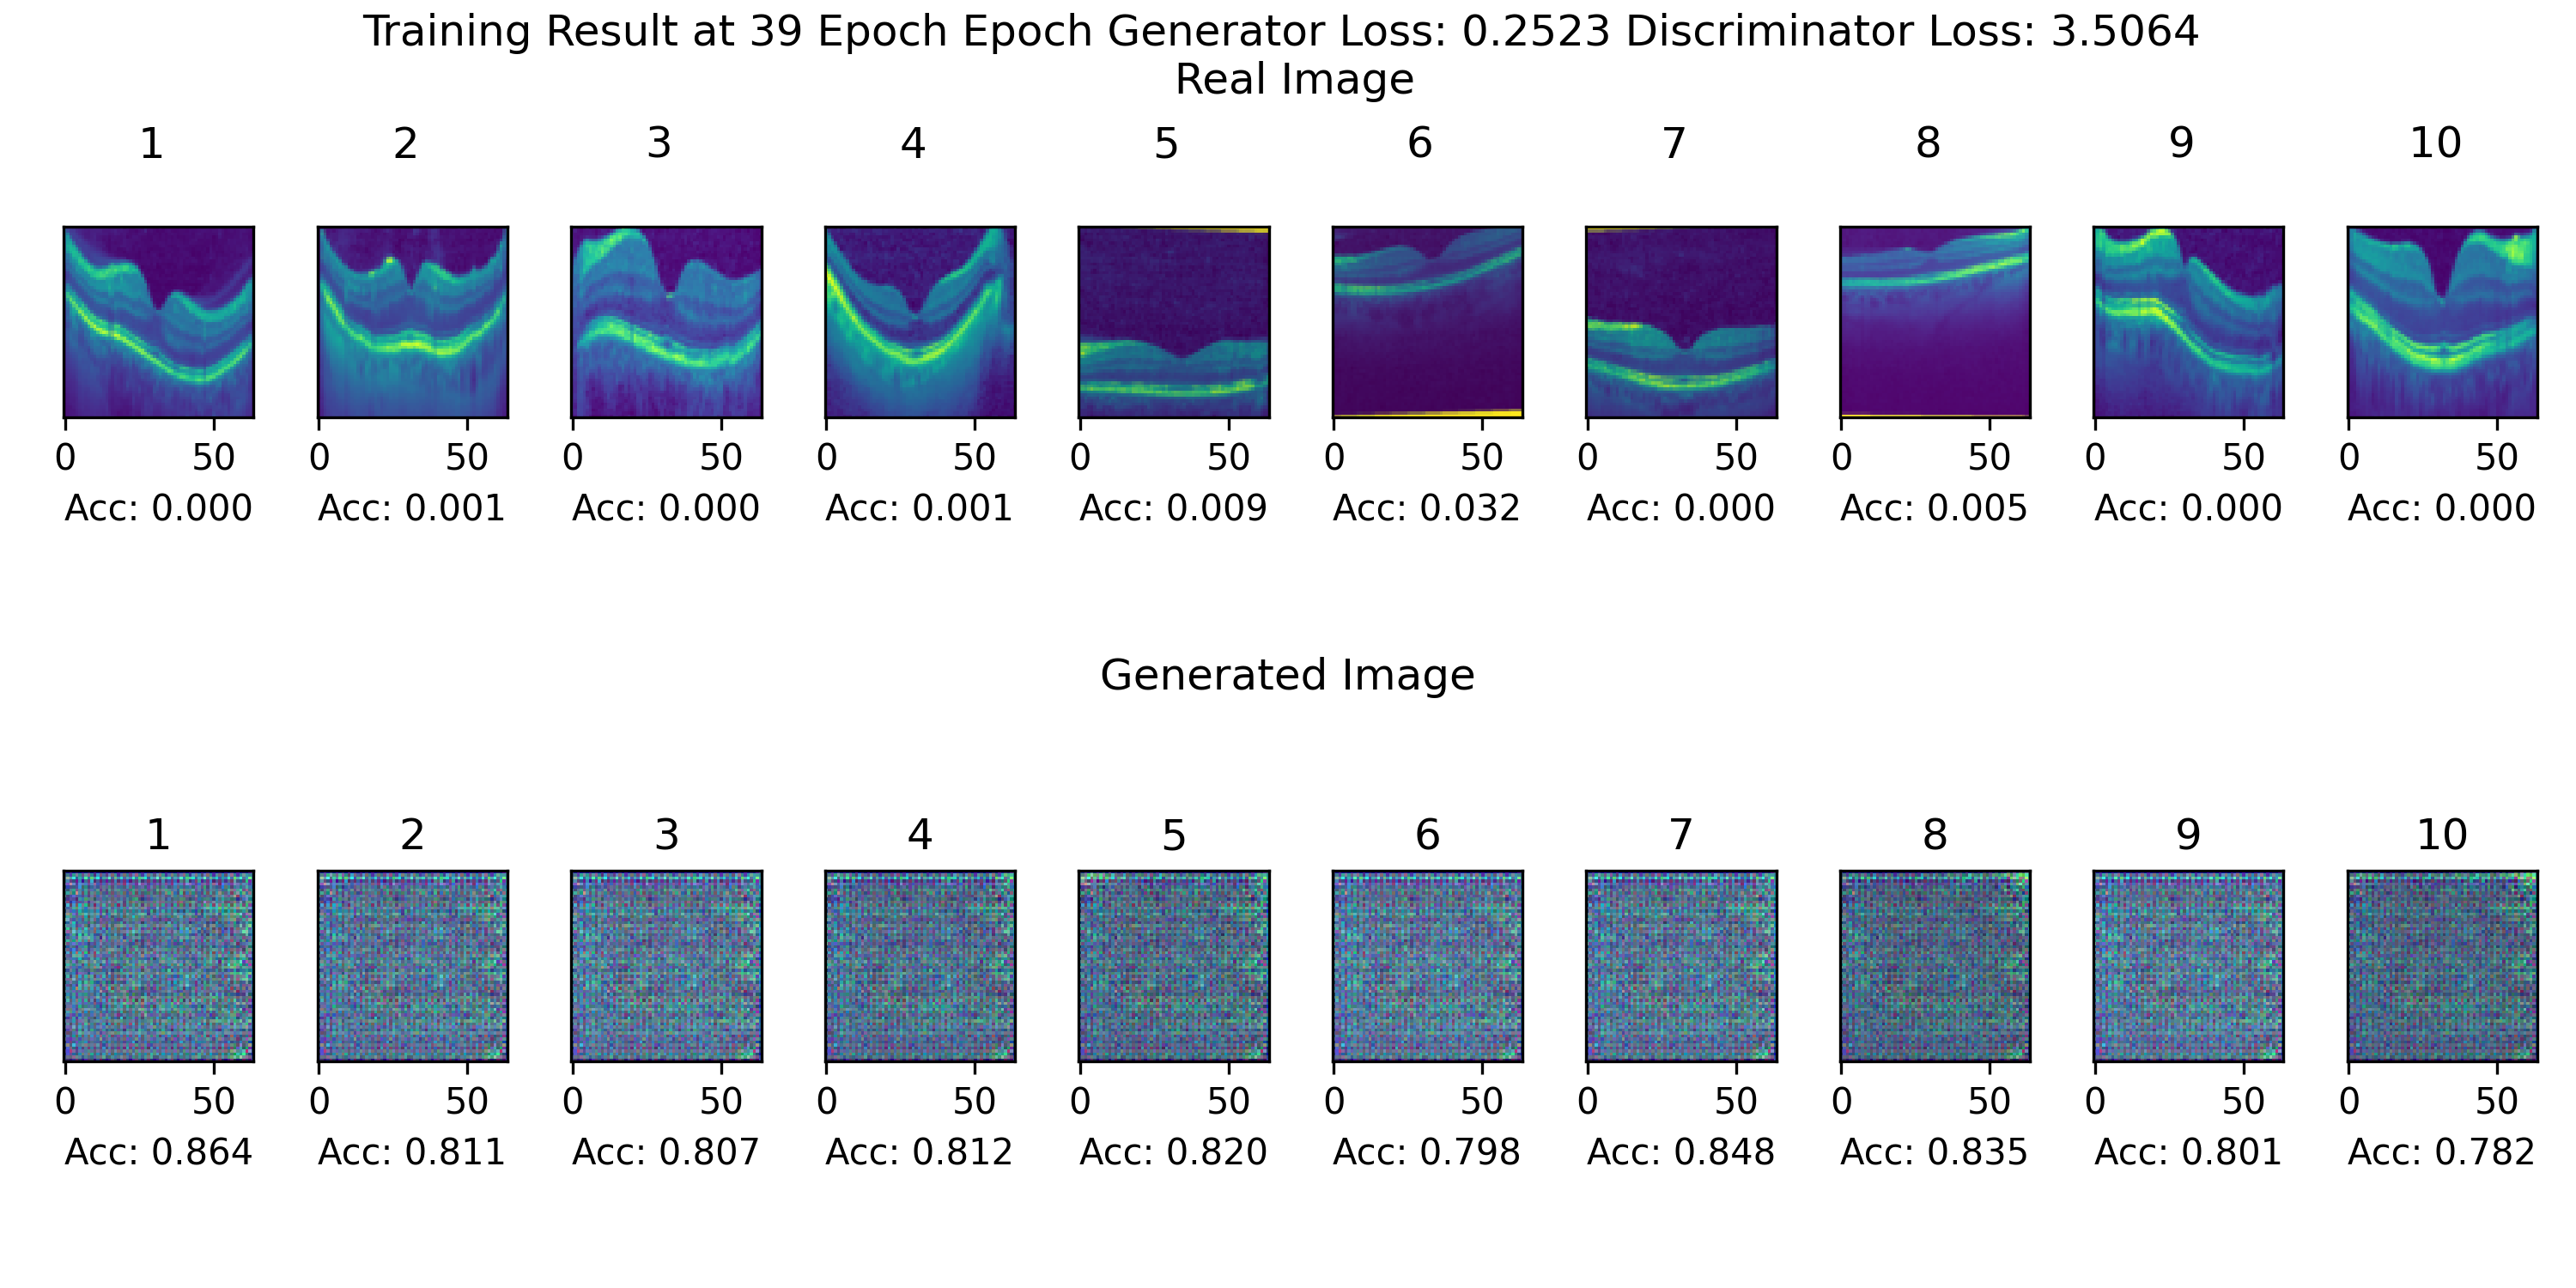 Training Result at 39 Epoch Epoch Generator Loss: 0.2523 Discriminator Loss: 3.5064
Real Image
1 2 3 4 5 6 7 8 9 10
0 50 0 50 0 50 0 50 0 50 0 50 0 50 0 50 0 50 0 50
Acc: 0.000 Acc: 0.001 Acc: 0.000 Acc: 0.001 Acc: 0.009 Acc: 0.032 Acc: 0.000 Acc: 0.005 Acc: 0.000 Acc: 0.000
Generated Image
1 2 3 4 5 6 7 8 9 10
0 50 0 50 0 50 0 50 0 50 0 50 0 50 0 50 0 50 0 50
Acc: 0.864 Acc: 0.811 Acc: 0.807 Acc: 0.812 Acc: 0.820 Acc: 0.798 Acc: 0.848 Acc: 0.835 Acc: 0.801 Acc: 0.782